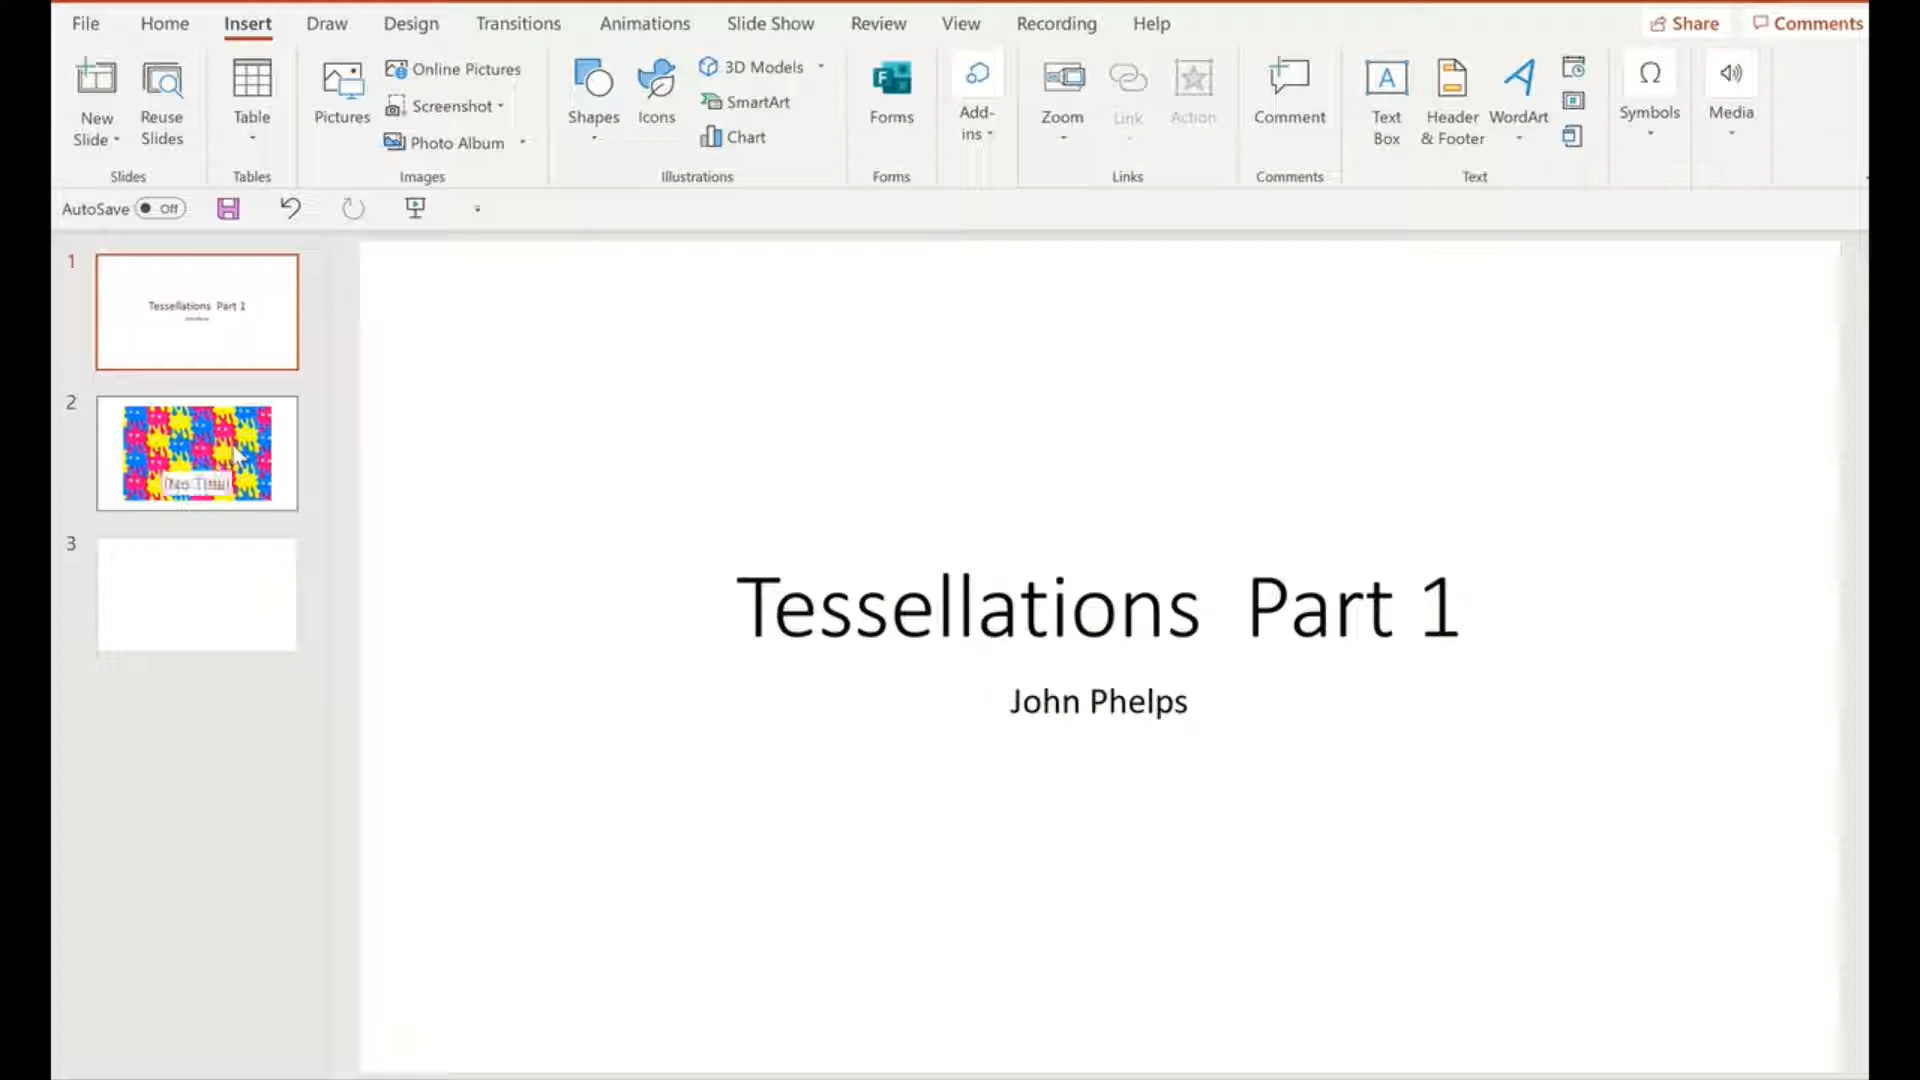 File Home Insert Draw Design Transitions Animations Slide Show Review View Recording Help Share Comments
New Slide
Reuse Slides
Table
Pictures
Online Pictures
Screenshot
Photo Album
Shapes
Icons
3D Models
SmartArt
Chart
Forms
Add-ins
Zoom
Link
Action
Comment
Text Box
Header & Footer
WordArt
Symbols
Media
Slides Tables Images Illustrations Forms Links Comments Text
AutoSave Off
1
Tessellations Part 1
2
3
Tessellations Part 1
John Phelps